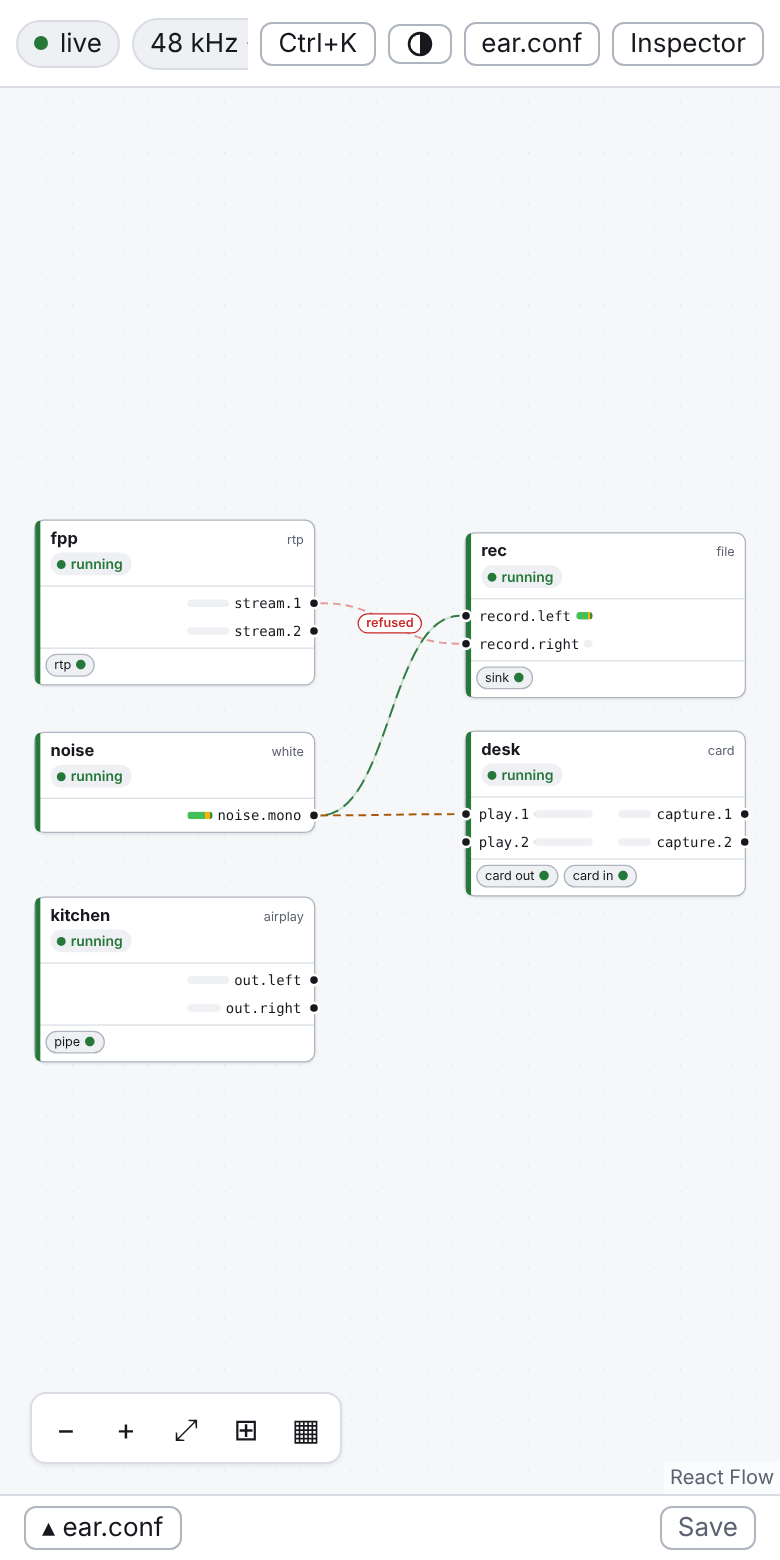 live 48 kHz Ctrl+K ear.conf Inspector
fpp rtp
running
stream.1
stream.2
rtp
refused
rec file
running
record.left
record.right
sink
noise white
running
noise.mono
desk card
running
play.1 capture.1
play.2 capture.2
card out card in
kitchen airplay
running
out.left
out.right
pipe
− +
React Flow
▴ ear.conf Save